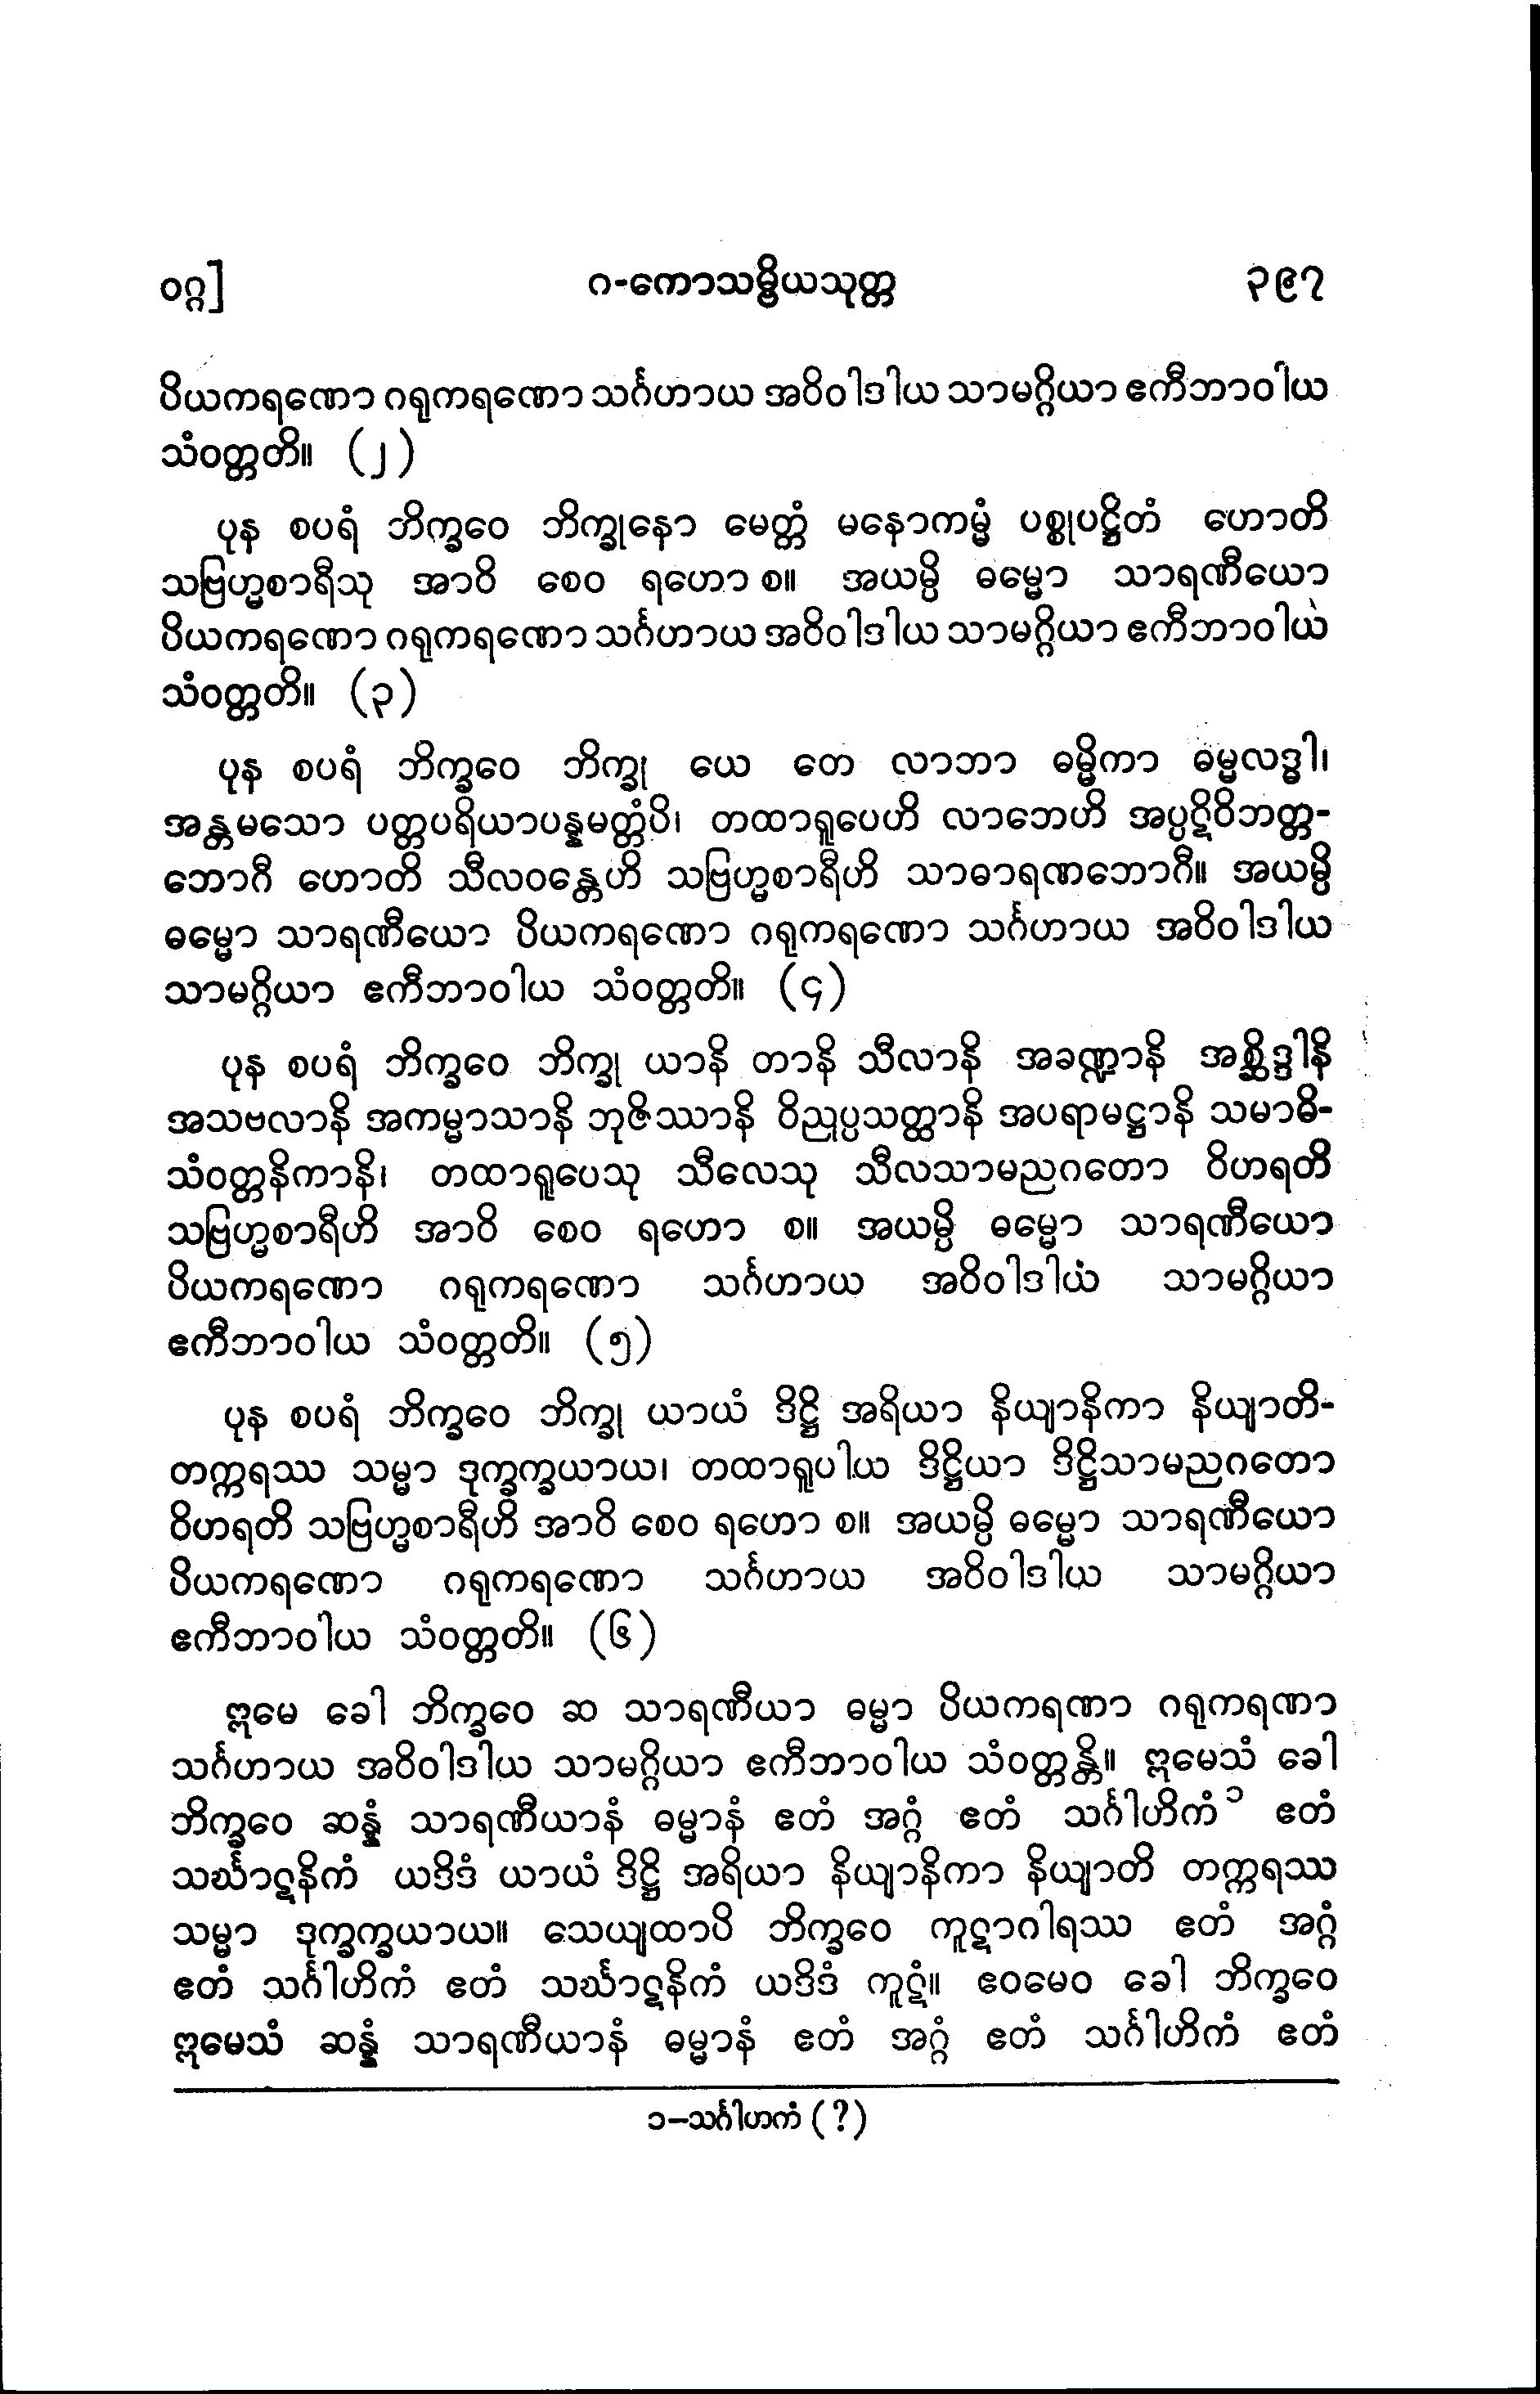 ဝဂ္ဂ]
ဂ-ကောသမ္ဗိယသုတ္တ
၃၉၇
ပိယကရဏော ဂရုကရဏော သင်္ဂဟာယ အဝိဝါဒါယ သာမဂ္ဂိယာ ဧကီဘာဝါယ
သံဝတ္တတိ။ (၂)
ပုန စပရံ ဘိက္ခဝေ ဘိက္ခုနော မေတ္တံ မနောကမ္မံ ပစ္စုပဋ္ဌိတံ ဟောတိ
သဗြဟ္မစာရီသု အာဝိ စေဝ ရဟော စ။ အယမ္ပိ ဓမ္မော သာရဏီယော
ပိယကရဏော ဂရုကရဏော သင်္ဂဟာယ အဝိဝါဒါယ သာမဂ္ဂိယာ ဧကီဘာဝါယ
သံဝတ္တတိ။ (၃)
ပုန စပရံ ဘိက္ခဝေ ဘိက္ခု ယေ တေ လာဘာ ဓမ္မိကာ ဓမ္မလဒ္ဓါ၊
အန္တမသော ပတ္တပရိယာပန္နမတ္တံပိ၊ တထာရူပေဟိ လာဘေဟိ အပ္ပဋိဝိဘတ္တ-
ဘောဂီ ဟောတိ သီလဝန္တေဟိ သဗြဟ္မစာရီဟိ သာဓာရဏဘောဂီ။ အယမ္ပိ
ဓမ္မော သာရဏီယော ပိယကရဏော ဂရုကရဏော သင်္ဂဟာယ အဝိဝါဒါယ
သာမဂ္ဂိယာ ဧကီဘာဝါယ သံဝတ္တတိ။ (၄)
ပုန စပရံ ဘိက္ခဝေ ဘိက္ခု ယာနိ တာနိ သီလာနိ အခဏ္ဍာနိ အစ္ဆိဒ္ဒါနိ
အသဗလာနိ အကမ္မာသာနိ ဘုဇိဿာနိ ဝိညုပ္ပသတ္ထာနိ အပရာမဋ္ဌာနိ သမာဓိ-
သံဝတ္တနိကာနိ၊ တထာရူပေသု သီလေသု သီလသာမညဂတော ဝိဟရတိ
သဗြဟ္မစာရီဟိ အာဝိ စေဝ ရဟော စ။ အယမ္ပိ ဓမ္မော သာရဏီယော
ပိယကရဏော ဂရုကရဏော သင်္ဂဟာယ အဝိဝါဒါယ သာမဂ္ဂိယာ
ဧကီဘာဝါယ သံဝတ္တတိ။ (၅)
ပုန စပရံ ဘိက္ခဝေ ဘိက္ခု ယာယံ ဒိဋ္ဌိ အရိယာ နိယျာနိကာ နိယျာတိ-
တက္ကရဿ သမ္မာ ဒုက္ခက္ခယာယ၊ တထာရူပါယ ဒိဋ္ဌိယာ ဒိဋ္ဌိသာမညဂတော
ဝိဟရတိ သဗြဟ္မစာရီဟိ အာဝိ စေဝ ရဟော စ။ အယမ္ပိ ဓမ္မော သာရဏီယော
ပိယကရဏော ဂရုကရဏော သင်္ဂဟာယ အဝိဝါဒါယ သာမဂ္ဂိယာ
ဧကီဘာဝါယ သံဝတ္တတိ။ (၆)
ဣမေ ခေါ ဘိက္ခဝေ ဆ သာရဏီယာ ဓမ္မာ ပိယကရဏာ ဂရုကရဏာ
သင်္ဂဟာယ အဝိဝါဒါယ သာမဂ္ဂိယာ ဧကီဘာဝါယ သံဝတ္တန္တိ။ ဣမေသံ ခေါ
ဘိက္ခဝေ ဆန္နံ သာရဏီယာနံ ဓမ္မာနံ ဧတံ အဂ္ဂံ ဧတံ သင်္ဂါဟိကံ၁ ဧတံ
သင်္ဃာဋနိကံ ယဒိဒံ ယာယံ ဒိဋ္ဌိ အရိယာ နိယျာနိကာ နိယျာတိ တက္ကရဿ
သမ္မာ ဒုက္ခက္ခယာယ။ သေယျထာပိ ဘိက္ခဝေ ကူဋာဂါရဿ ဧတံ အဂ္ဂံ
ဧတံ သင်္ဂါဟိကံ ဧတံ သင်္ဃာဋနိကံ ယဒိဒံ ကူဋံ။ ဧဝမေဝ ခေါ ဘိက္ခဝေ
ဣမေသံ ဆန္နံ သာရဏီယာနံ ဓမ္မာနံ ဧတံ အဂ္ဂံ ဧတံ သင်္ဂါဟိကံ ဧတံ
၁–သင်္ဂါဟကံ (?)